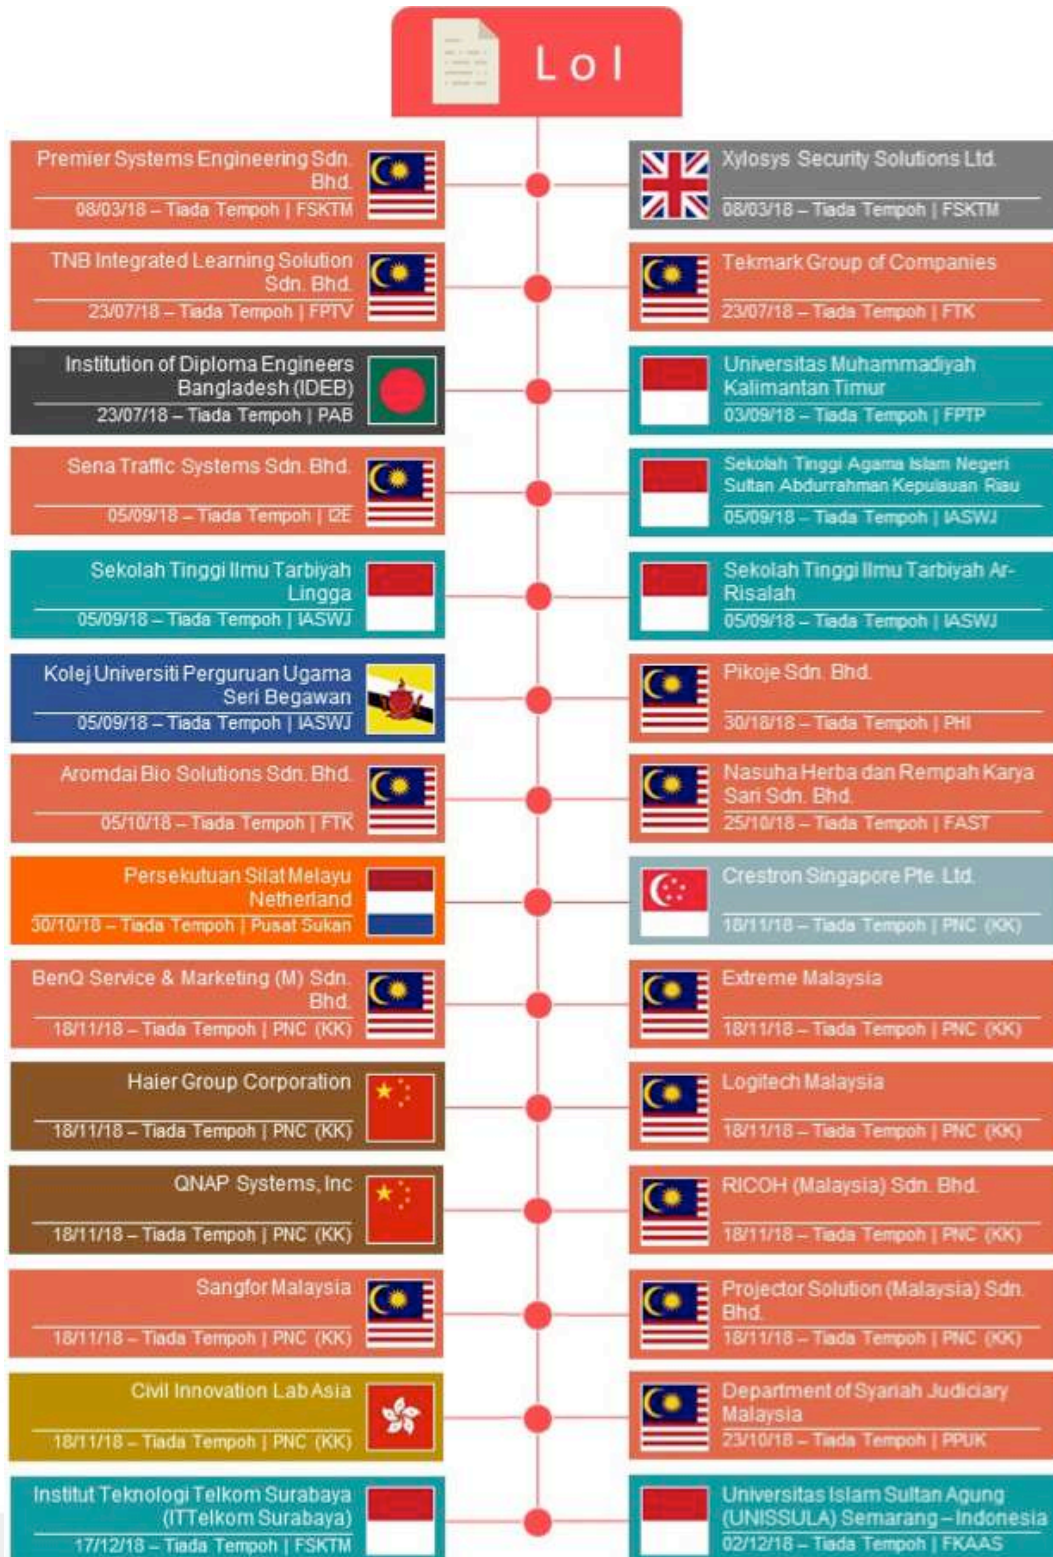 LoI
Premier Systems Engineering Sdn.
Bhd.
08/03/18 – Tiada Tempoh | FSKTM
Xylosys Security Solutions Ltd.
08/03/18 – Tiada Tempoh | FSKTM
TNB Integrated Learning Solution
Sdn. Bhd.
23/07/18 – Tiada Tempoh | FPTV
Tekmark Group of Companies
23/07/18 – Tiada Tempoh | FTK
Institution of Diploma Engineers
Bangladesh (IDEB)
23/07/18 – Tiada Tempoh | PAB
Universitas Muhammadiyah
Kalimantan Timur
03/09/18 – Tiada Tempoh | FPTP
Sena Traffic Systems Sdn. Bhd.
05/09/18 – Tiada Tempoh | I2E
Sekolah Tinggi Agama Islam Negeri
Sultan Abdurrahman Kepulauan Riau
05/09/18 – Tiada Tempoh | IASWJ
Sekolah Tinggi Ilmu Tarbiyah
Lingga
05/09/18 – Tiada Tempoh | IASWJ
Sekolah Tinggi Ilmu Tarbiyah Ar-
Risalah
05/09/18 – Tiada Tempoh | IASWJ
Kolej Universiti Perguruan Ugama
Seri Begawan
05/09/18 – Tiada Tempoh | IASWJ
Pikoje Sdn. Bhd.
30/18/18 – Tiada Tempoh | PHI
Aromdai Bio Solutions Sdn. Bhd.
05/10/18 – Tiada Tempoh | FTK
Nasuha Herba dan Rempah Karya
Sari Sdn. Bhd.
25/10/18 – Tiada Tempoh | FAST
Persekutuan Silat Melayu
Netherland
30/10/18 – Tiada Tempoh | Pusat Sukan
Crestron Singapore Pte. Ltd.
18/11/18 – Tiada Tempoh | PNC (KK)
BenQ Service & Marketing (M) Sdn.
Bhd.
18/11/18 – Tiada Tempoh | PNC (KK)
Extreme Malaysia
18/11/18 – Tiada Tempoh | PNC (KK)
Haier Group Corporation
18/11/18 – Tiada Tempoh | PNC (KK)
Logitech Malaysia
18/11/18 – Tiada Tempoh | PNC (KK)
QNAP Systems, Inc
18/11/18 – Tiada Tempoh | PNC (KK)
RICOH (Malaysia) Sdn. Bhd.
18/11/18 – Tiada Tempoh | PNC (KK)
Sangfor Malaysia
18/11/18 – Tiada Tempoh | PNC (KK)
Projector Solution (Malaysia) Sdn.
Bhd.
18/11/18 – Tiada Tempoh | PNC (KK)
Civil Innovation Lab Asia
18/11/18 – Tiada Tempoh | PNC (KK)
Department of Syariah Judiciary
Malaysia
23/10/18 – Tiada Tempoh | PPUK
Institut Teknologi Telkom Surabaya
(ITTelkom Surabaya)
17/12/18 – Tiada Tempoh | FSKTM
Universitas Islam Sultan Agung
(UNISSULA) Semarang – Indonesia
02/12/18 – Tiada Tempoh | FKAAS